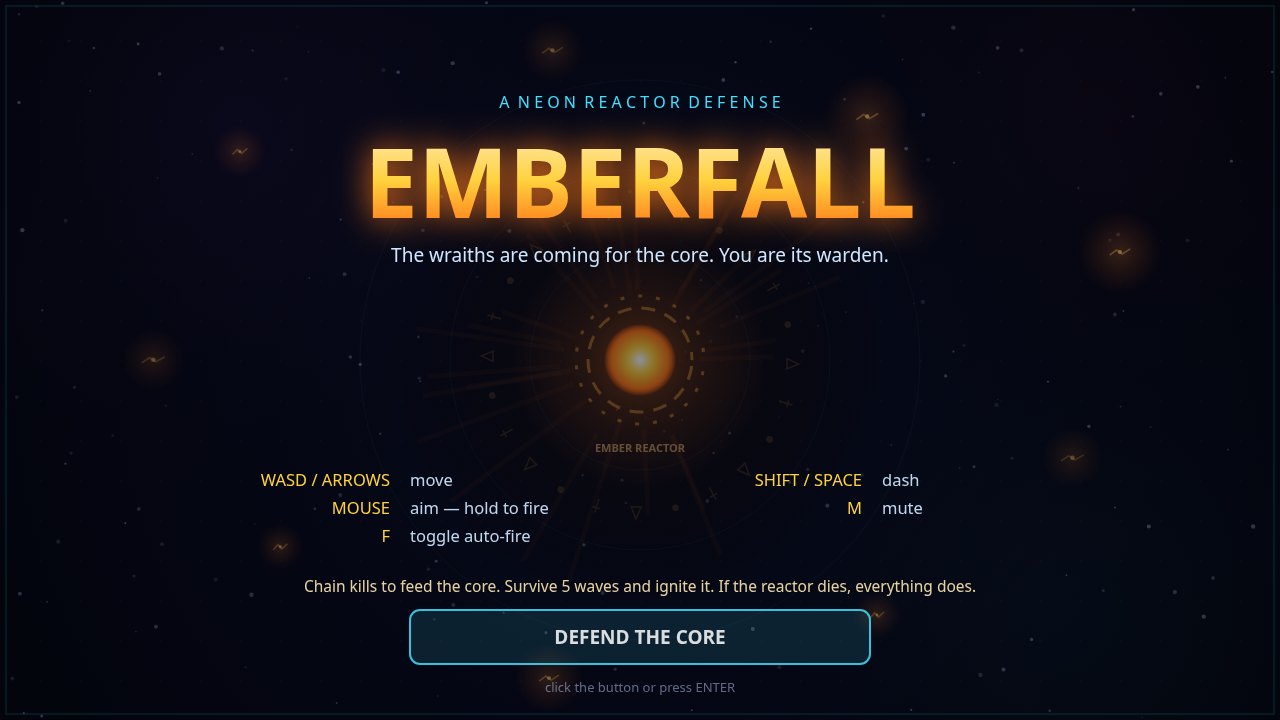 A NEON REACTOR DEFENSE
EMBERFALL
The wraiths are coming for the core. You are its warden.
EMBER REACTOR
WASD / ARROWS move SHIFT / SPACE dash
MOUSE aim — hold to fire M mute
F toggle auto-fire
Chain kills to feed the core. Survive 5 waves and ignite it. If the reactor dies, everything does.
DEFEND THE CORE
click the button or press ENTER